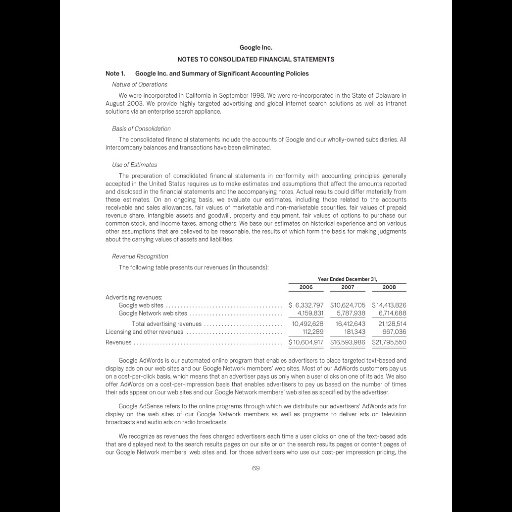 Google Inc.
NOTES TO CONSOLIDATED FINANCIAL STATEMENTS
Note 1. Google Inc. and Summary of Significant Accounting Policies
Nature of Operations
We were incorporated in California in September 1998. We were re-incorporated in the State of Delaware in
August 2003. We provide highly targeted advertising and global internet search solutions as well as intranet
solutions via an enterprise search appliance.
Basis of Consolidation
The consolidated financial statements include the accounts of Google and our wholly-owned subsidiaries. All
intercompany balances and transactions have been eliminated.
Use of Estimates
The preparation of consolidated financial statements in conformity with accounting principles generally
accepted in the United States requires us to make estimates and assumptions that affect the amounts reported
and disclosed in the financial statements and the accompanying notes. Actual results could differ materially from
these estimates. On an ongoing basis, we evaluate our estimates, including those related to the accounts
receivable and sales allowances, fair values of marketable and non-marketable securities, fair values of prepaid
revenue share, intangible assets and goodwill, property and equipment, fair values of options to purchase our
common stock, and income taxes, among others. We base our estimates on historical experience and on various
other assumptions that are believed to be reasonable, the results of which form the basis for making judgments
about the carrying values of assets and liabilities.
Revenue Recognition
The following table presents our revenues (in thousands):
Year Ended December 31,
2006 2007 2008
Advertising revenues:
Google web sites $ 6,332,797 $10,624,705 $14,413,826
Google Network web sites 4,159,831 5,787,938 6,714,688
Total advertising revenues 10,492,628 16,412,643 21,128,514
Licensing and other revenues 112,289 181,343 667,036
Revenues $10,604,917 $16,593,986 $21,795,550
Google AdWords is our automated online program that enables advertisers to place targeted text-based and
display ads on our web sites and our Google Network members' web sites. Most of our AdWords customers pay us
on a cost-per-click basis, which means that an advertiser pays us only when a user clicks on one of its ads. We also
offer AdWords on a cost-per-impression basis that enables advertisers to pay us based on the number of times
their ads appear on our web sites and our Google Network members' web sites as specified by the advertiser.
Google AdSense refers to the online programs through which we distribute our advertisers' AdWords ads for
display on the web sites of our Google Network members as well as programs to deliver ads on television
broadcasts and audio ads on radio broadcasts.
We recognize as revenues the fees charged advertisers each time a user clicks on one of the text-based ads
that are displayed next to the search results pages on our site or on the search results pages or content pages of
our Google Network members' web sites and, for those advertisers who use our cost-per impression pricing, the
69